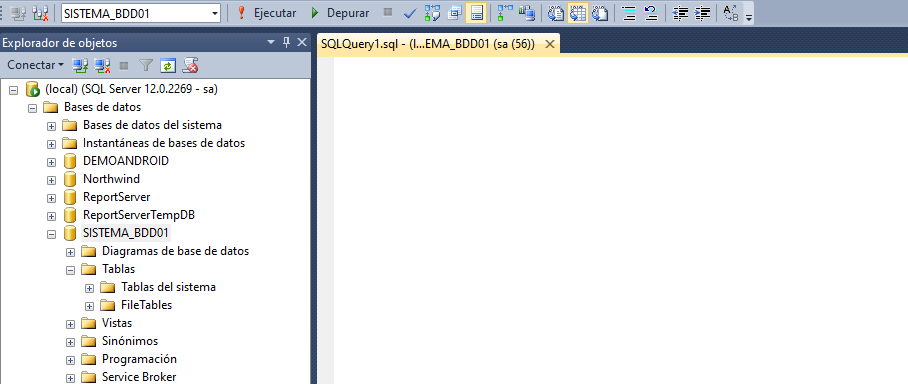 SISTEMA_BDD01
Ejecutar
Depurar
Explorador de objetos
SQLQuery1.sql - (l...EMA_BDD01 (sa (56))
Conectar
(local) (SQL Server 12.0.2269 - sa)
Bases de datos
Bases de datos del sistema
Instantáneas de bases de datos
DEMOANDROID
Northwind
ReportServer
ReportServerTempDB
SISTEMA_BDD01
Diagramas de base de datos
Tablas
Tablas del sistema
FileTables
Vistas
Sinónimos
Programación
Service Broker